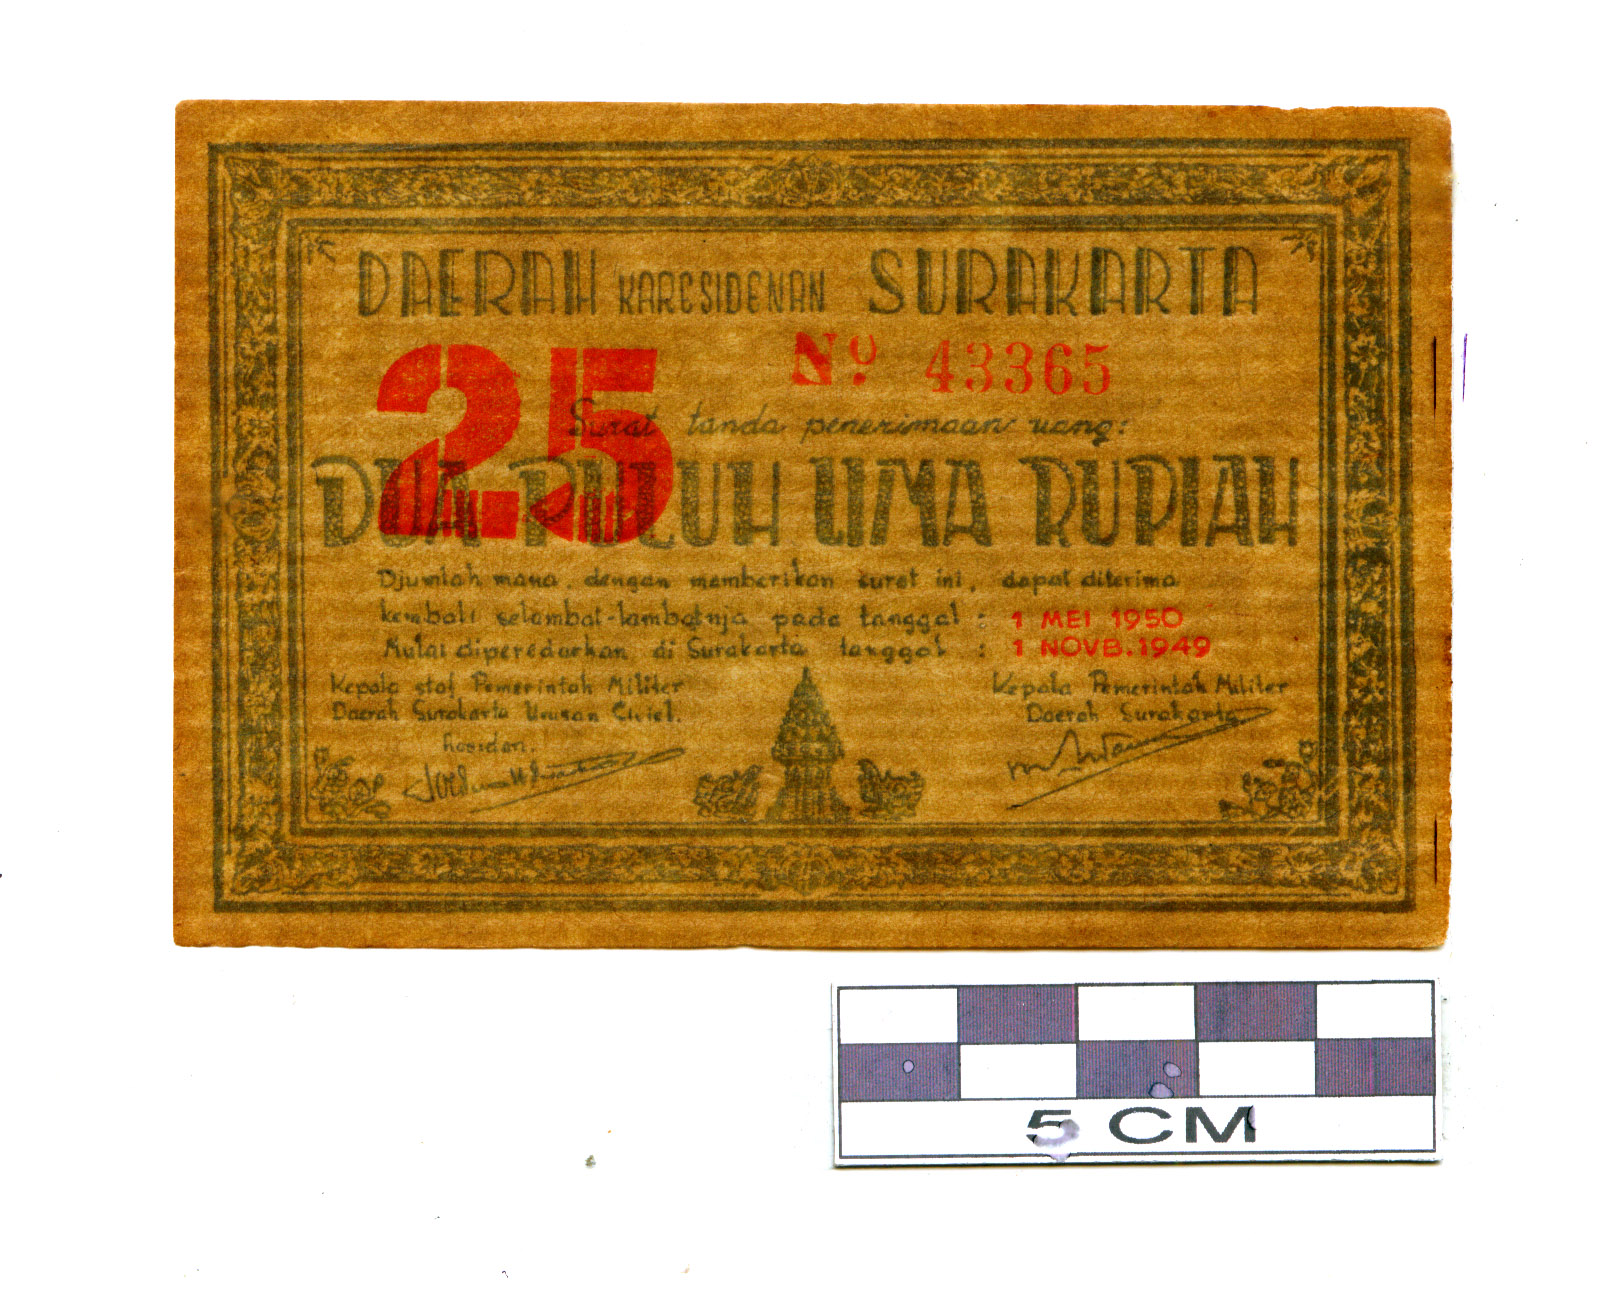 DAERAH KARESIDENAN SURAKARTA
25
No. 43365
Surat tanda penerimaan uang:
DUA PULUH LIMA RUPIAH
Djumlah mana, dengan memberikan surat ini, dapat diterima
kembali selambat-lambatnja pada tanggal : 1 MEI 1950
Mulai diperedarkan di Surakarta tanggal : 1 NOVB. 1949
Kepala staf Pemerintah Militer
Daerah Surakarta Urusan Civiel.
Residen.
Kepala Pemerintah Militer
Daerah Surakarta
5 CM